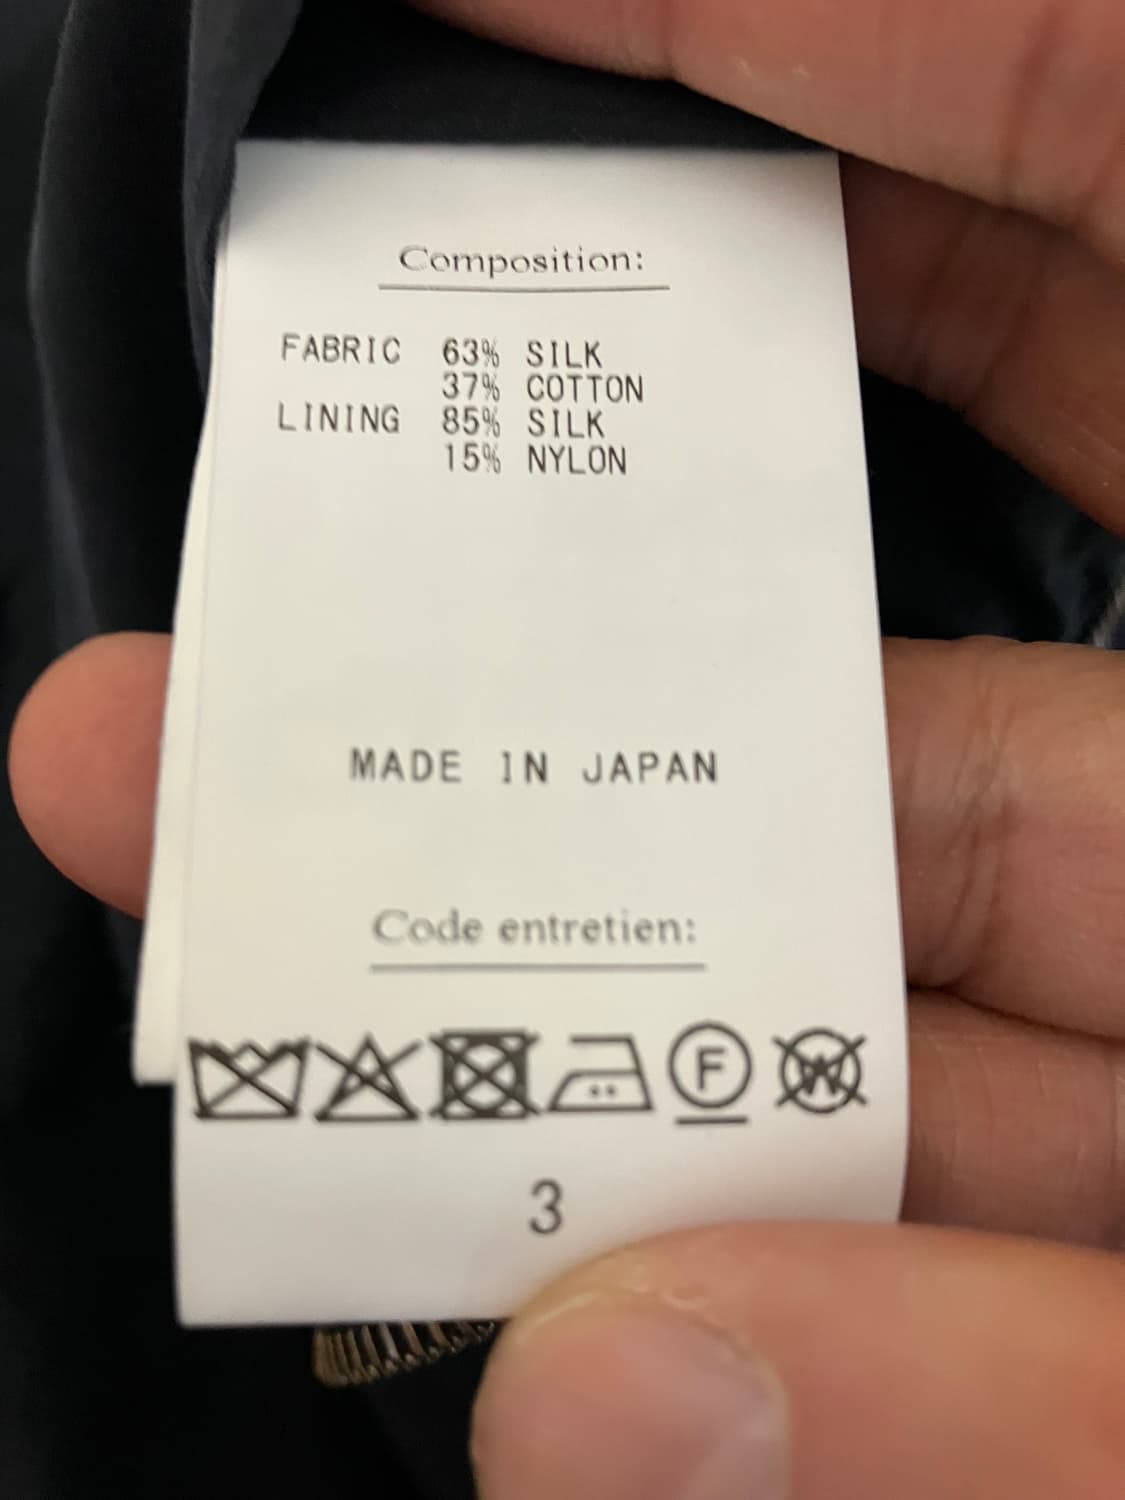 Composition:
FABRIC 63% SILK
37% COTTON
LINING 85% SILK
15% NYLON
MADE IN JAPAN
Code entretien:
F W
3